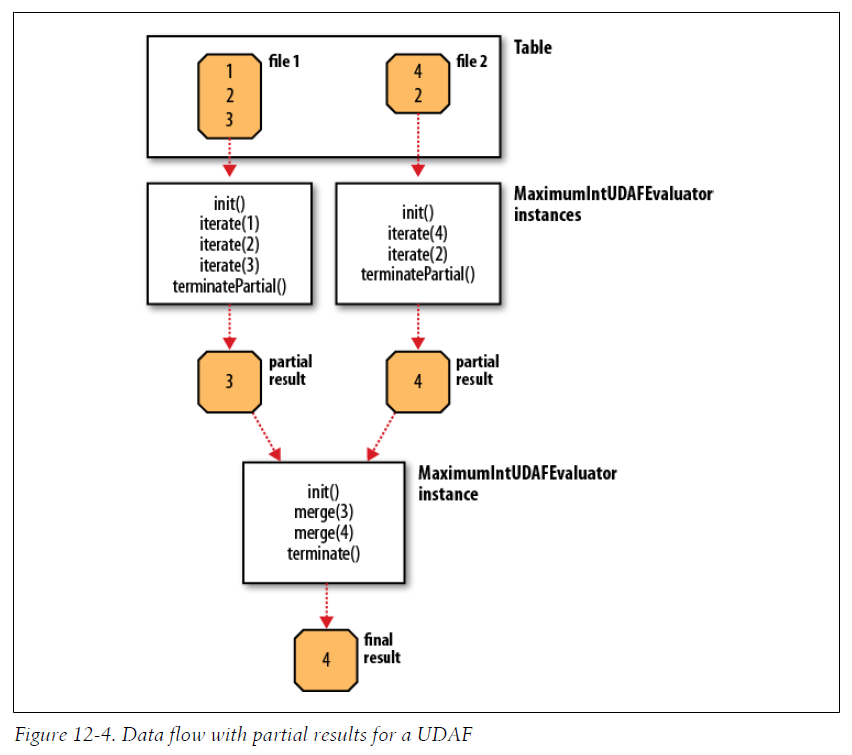 Table
file 1
1
2
3
file 2
4
2
MaximumIntUDAFEvaluator
instances
init()
iterate(1)
iterate(2)
iterate(3)
terminatePartial()
init()
iterate(4)
iterate(2)
terminatePartial()
3
partial
result
4
partial
result
MaximumIntUDAFEvaluator
instance
init()
merge(3)
merge(4)
terminate()
4
final
result
Figure 12-4. Data flow with partial results for a UDAF